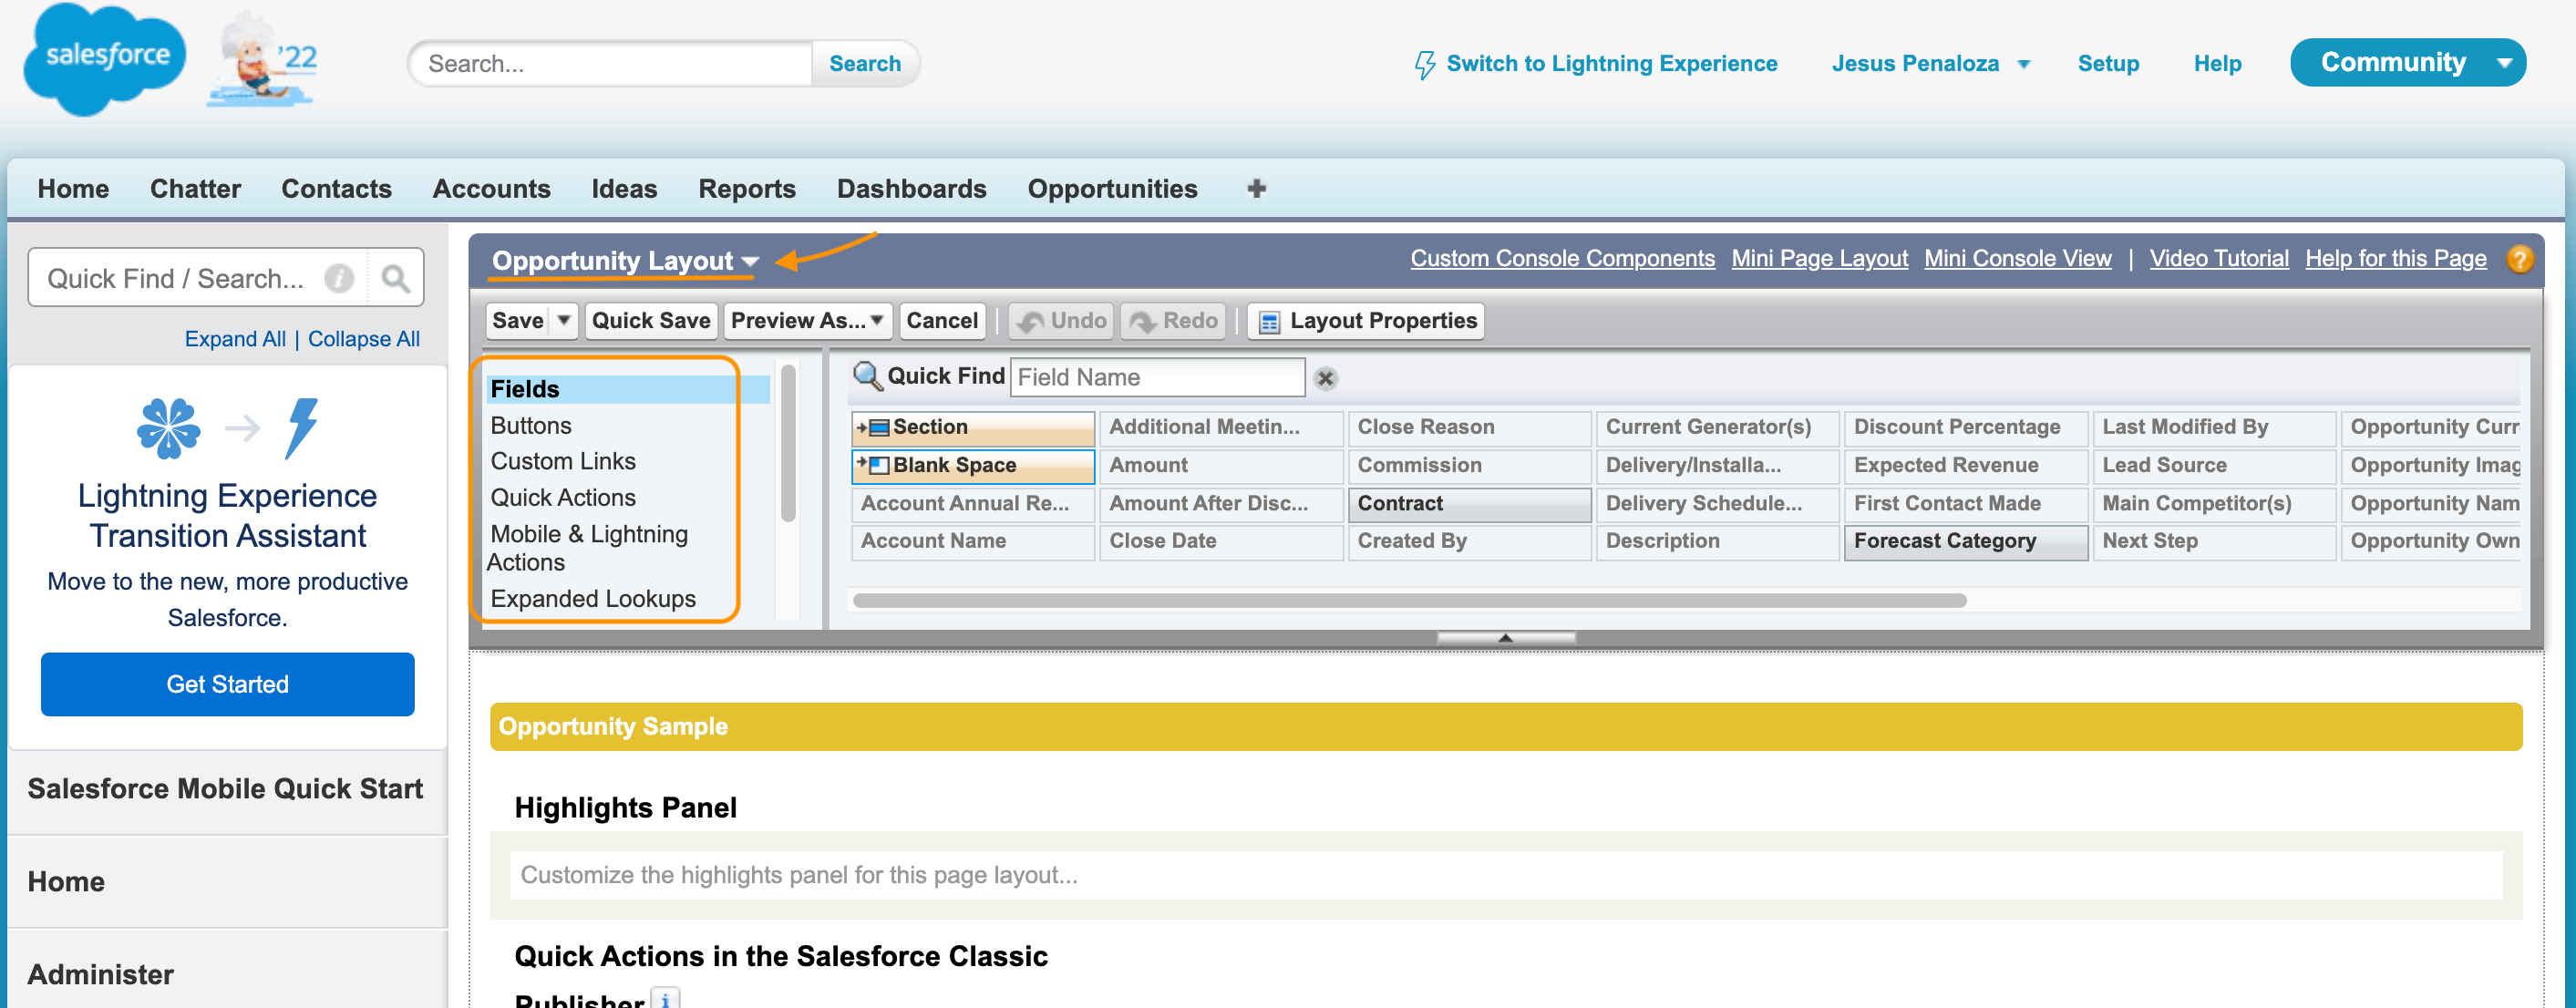 salesforce
'22
Search...
Search
Switch to Lightning Experience
Jesus Penaloza
Setup
Help
Community
Home
Chatter
Contacts
Accounts
Ideas
Reports
Dashboards
Opportunities
Quick Find / Search...
Expand All | Collapse All
Lightning Experience
Transition Assistant
Move to the new, more productive
Salesforce.
Get Started
Salesforce Mobile Quick Start
Home
Administer
Opportunity Layout
Custom Console Components
Mini Page Layout
Mini Console View
|
Video Tutorial
Help for this Page
?
Save
Quick Save
Preview As...
Cancel
Undo
Redo
Layout Properties
Fields
Buttons
Custom Links
Quick Actions
Mobile & Lightning
Actions
Expanded Lookups
Quick Find
Field Name
Section
Additional Meetin...
Close Reason
Current Generator(s)
Discount Percentage
Last Modified By
Opportunity Curr
Blank Space
Amount
Commission
Delivery/Installa...
Expected Revenue
Lead Source
Opportunity Imag
Account Annual Re...
Amount After Disc...
Contract
Delivery Schedule...
First Contact Made
Main Competitor(s)
Opportunity Nam
Account Name
Close Date
Created By
Description
Forecast Category
Next Step
Opportunity Own
Opportunity Sample
Highlights Panel
Customize the highlights panel for this page layout...
Quick Actions in the Salesforce Classic
Publisher